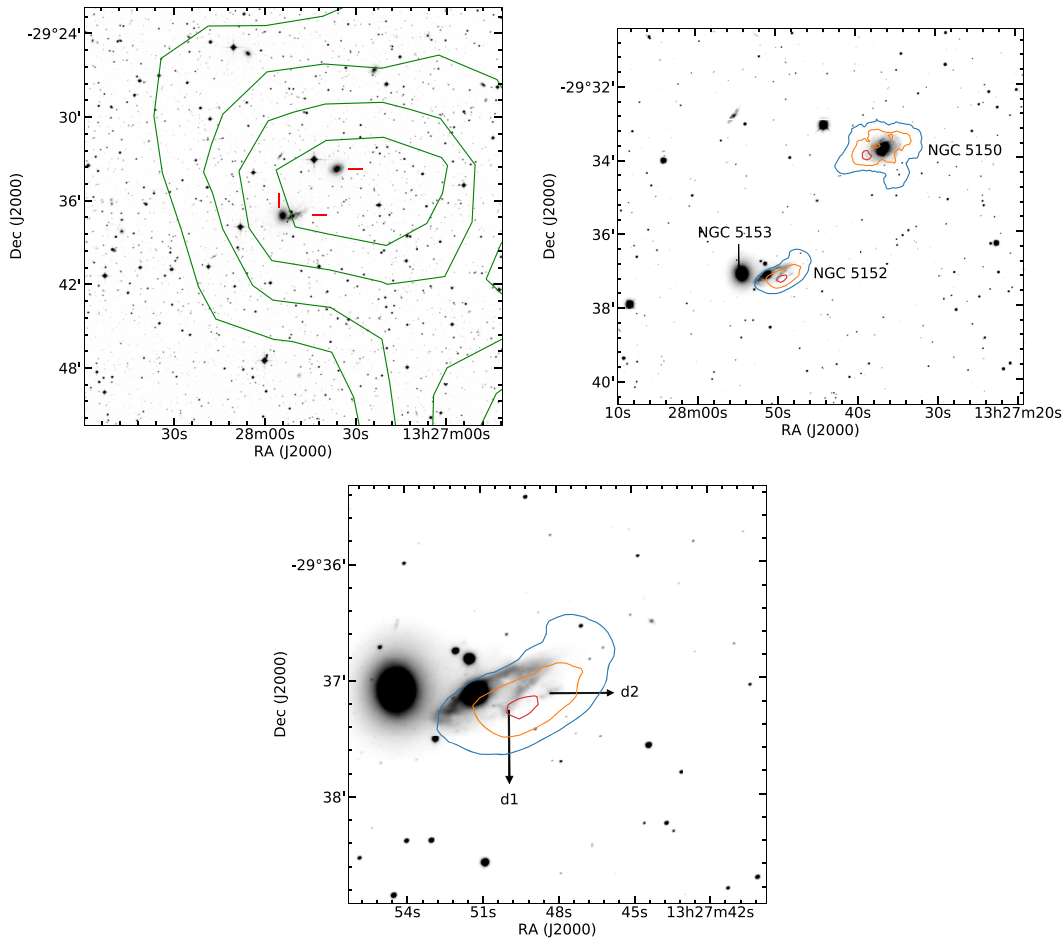 -29°24'
30'
36'
42'
48'
Dec (J2000)
30s
28m00s
30s
13h27m00s
RA (J2000)
-29°32'
34'
36'
38'
40'
Dec (J2000)
NGC 5150
NGC 5153
NGC 5152
10s
28m00s
50s
40s
30s
13h27m20s
RA (J2000)
-29°36'
37'
38'
Dec (J2000)
d2
d1
54s
51s
48s
45s
13h27m42s
RA (J2000)